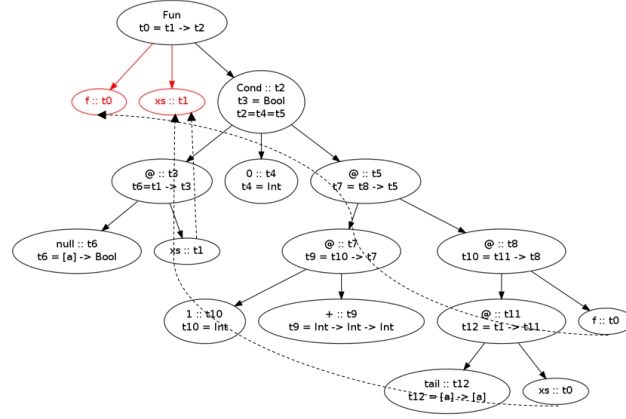 Fun
t0 = t1 -> t2
f :: t0
xs :: t1
Cond :: t2
t3 = Bool
t2=t4=t5
@ :: t3
t6=t1 -> t3
0 :: t4
t4 = Int
@ :: t5
t7 = t8 -> t5
null :: t6
t6 = [a] -> Bool
xs :: t1
@ :: t7
t9 = t10 -> t7
@ :: t8
t10 = t11 -> t8
1 :: t10
t10 = Int
+ :: t9
t9 = Int -> Int -> Int
@ :: t11
t12 = t1 -> t11
f :: t0
tail :: t12
t12 = [a] -> [a]
xs :: t0